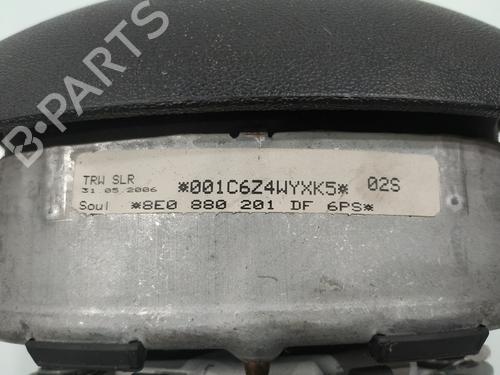 B-PARTS
TRW SLR
31.05.2006
*001C6Z4WYXK5* 02S
Soul *8E0 880 201 DF 6PS*